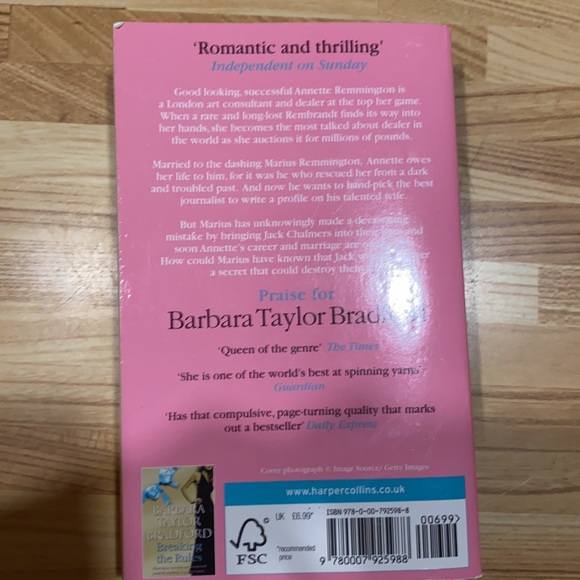 'Romantic and thrilling'
Independent on Sunday
Good looking, successful Annette Remmington is
a London art consultant and dealer at the top her game.
When a rare and long-lost Rembrandt finds its way into
her hands, she becomes the most talked about dealer in
the world as she auctions it for millions of pounds.
Married to the dashing Marius Remmington, Annette owes
her life to him, for it was he who rescued her from a dark
and troubled past. And now he wants to hand-pick the best
journalist to write a profile on his talented wife.
But Marius has unknowingly made a
mistake by bringing Jack Chalmers into and
soon Annette's career and marriage are
How could Marius have known that Jack
a secret that could destroy
Praise for
Barbara Taylor Bradford
'Queen of the genre' The Times
'She is one of the world's best at spinning yarns'
Guardian
'Has that compulsive, page-turning quality that marks
out a bestseller' Daily Express
Cover photograph © Image Source/ Getty Images
www.harpercollins.co.uk
BARBARA
TAYLOR
BRADFORD
Breaking
the Rules
FSC
UK £6.99*
*recommended
price
ISBN 978-0-00-792598-8
00699
9 780007 925988